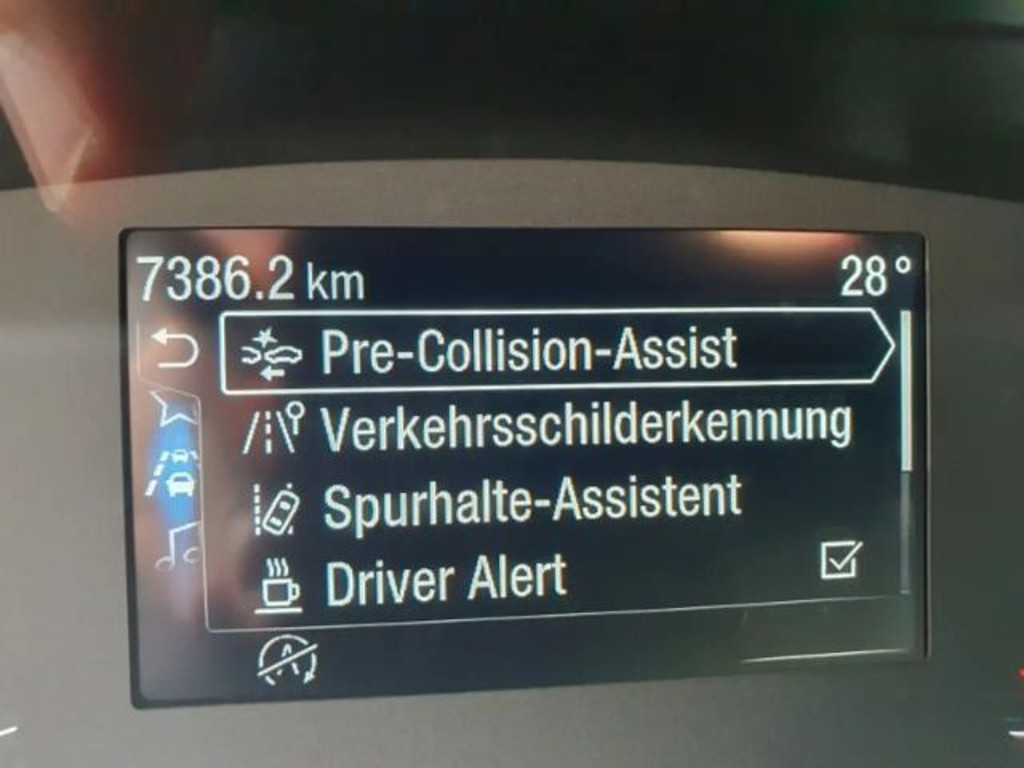 7386.2 km 28°
Pre-Collision-Assist
Verkehrsschilderkennung
Spurhalte-Assistent
Driver Alert